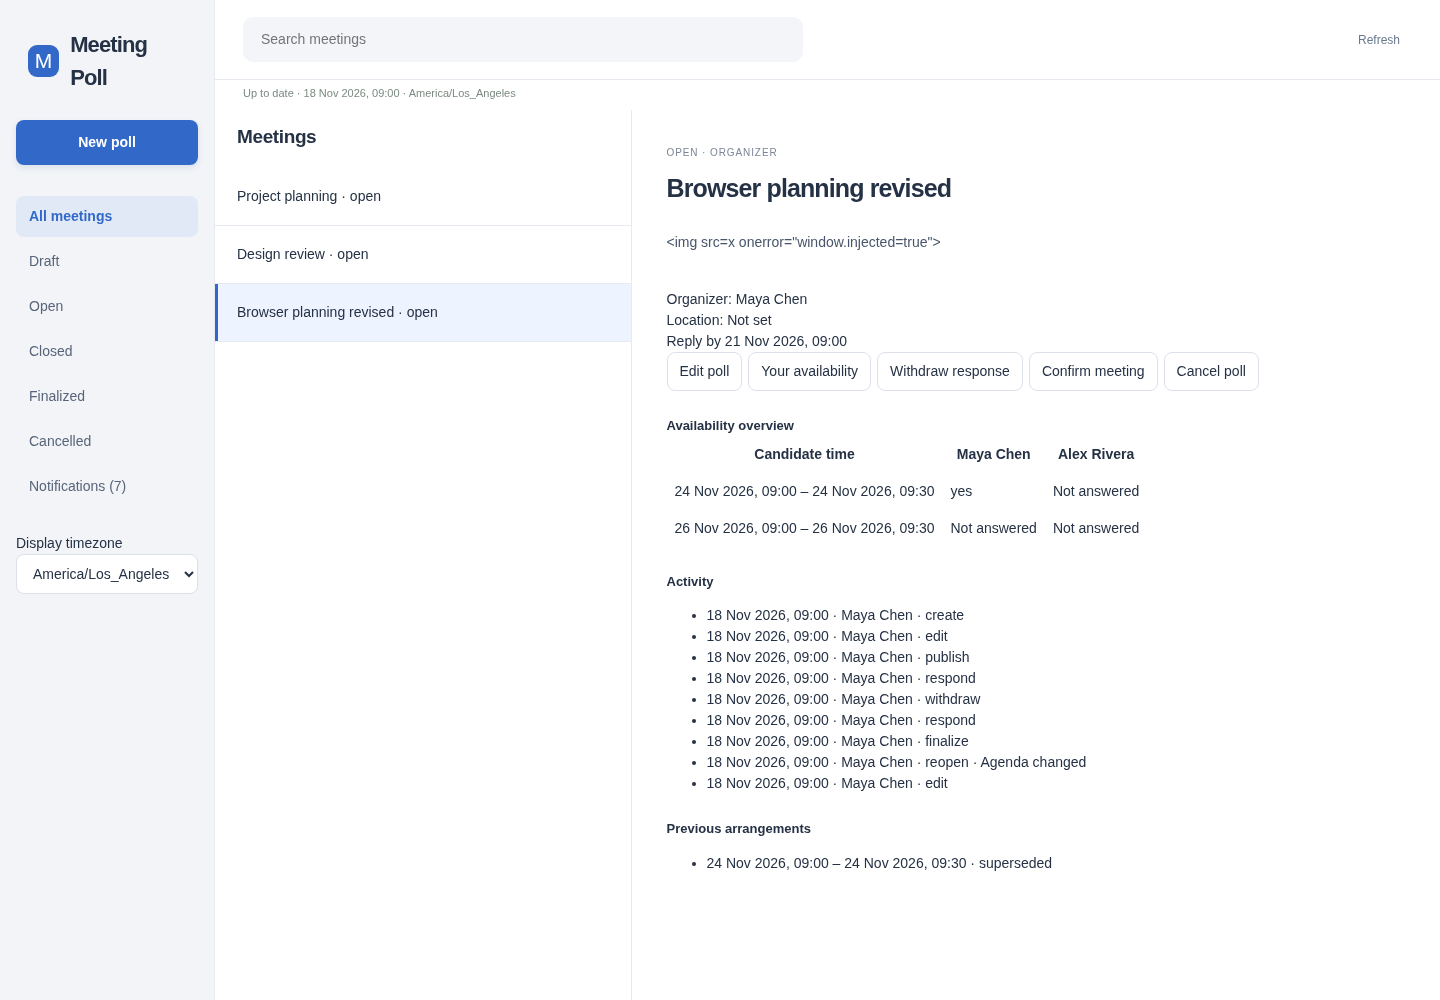 M
Meeting
Poll
New poll
All meetings
Draft
Open
Closed
Finalized
Cancelled
Notifications (7)
Display timezone
America/Los_Angeles
Search meetings
Refresh
Up to date · 18 Nov 2026, 09:00 · America/Los_Angeles
Meetings
Project planning · open
Design review · open
Browser planning revised · open
OPEN · ORGANIZER
Browser planning revised
<img src=x onerror="window.injected=true">
Organizer: Maya Chen
Location: Not set
Reply by 21 Nov 2026, 09:00
Edit poll Your availability Withdraw response Confirm meeting Cancel poll
Availability overview
Candidate time Maya Chen Alex Rivera
24 Nov 2026, 09:00 – 24 Nov 2026, 09:30 yes Not answered
26 Nov 2026, 09:00 – 26 Nov 2026, 09:30 Not answered Not answered
Activity
• 18 Nov 2026, 09:00 · Maya Chen · create
• 18 Nov 2026, 09:00 · Maya Chen · edit
• 18 Nov 2026, 09:00 · Maya Chen · publish
• 18 Nov 2026, 09:00 · Maya Chen · respond
• 18 Nov 2026, 09:00 · Maya Chen · withdraw
• 18 Nov 2026, 09:00 · Maya Chen · respond
• 18 Nov 2026, 09:00 · Maya Chen · finalize
• 18 Nov 2026, 09:00 · Maya Chen · reopen · Agenda changed
• 18 Nov 2026, 09:00 · Maya Chen · edit
Previous arrangements
• 24 Nov 2026, 09:00 – 24 Nov 2026, 09:30 · superseded